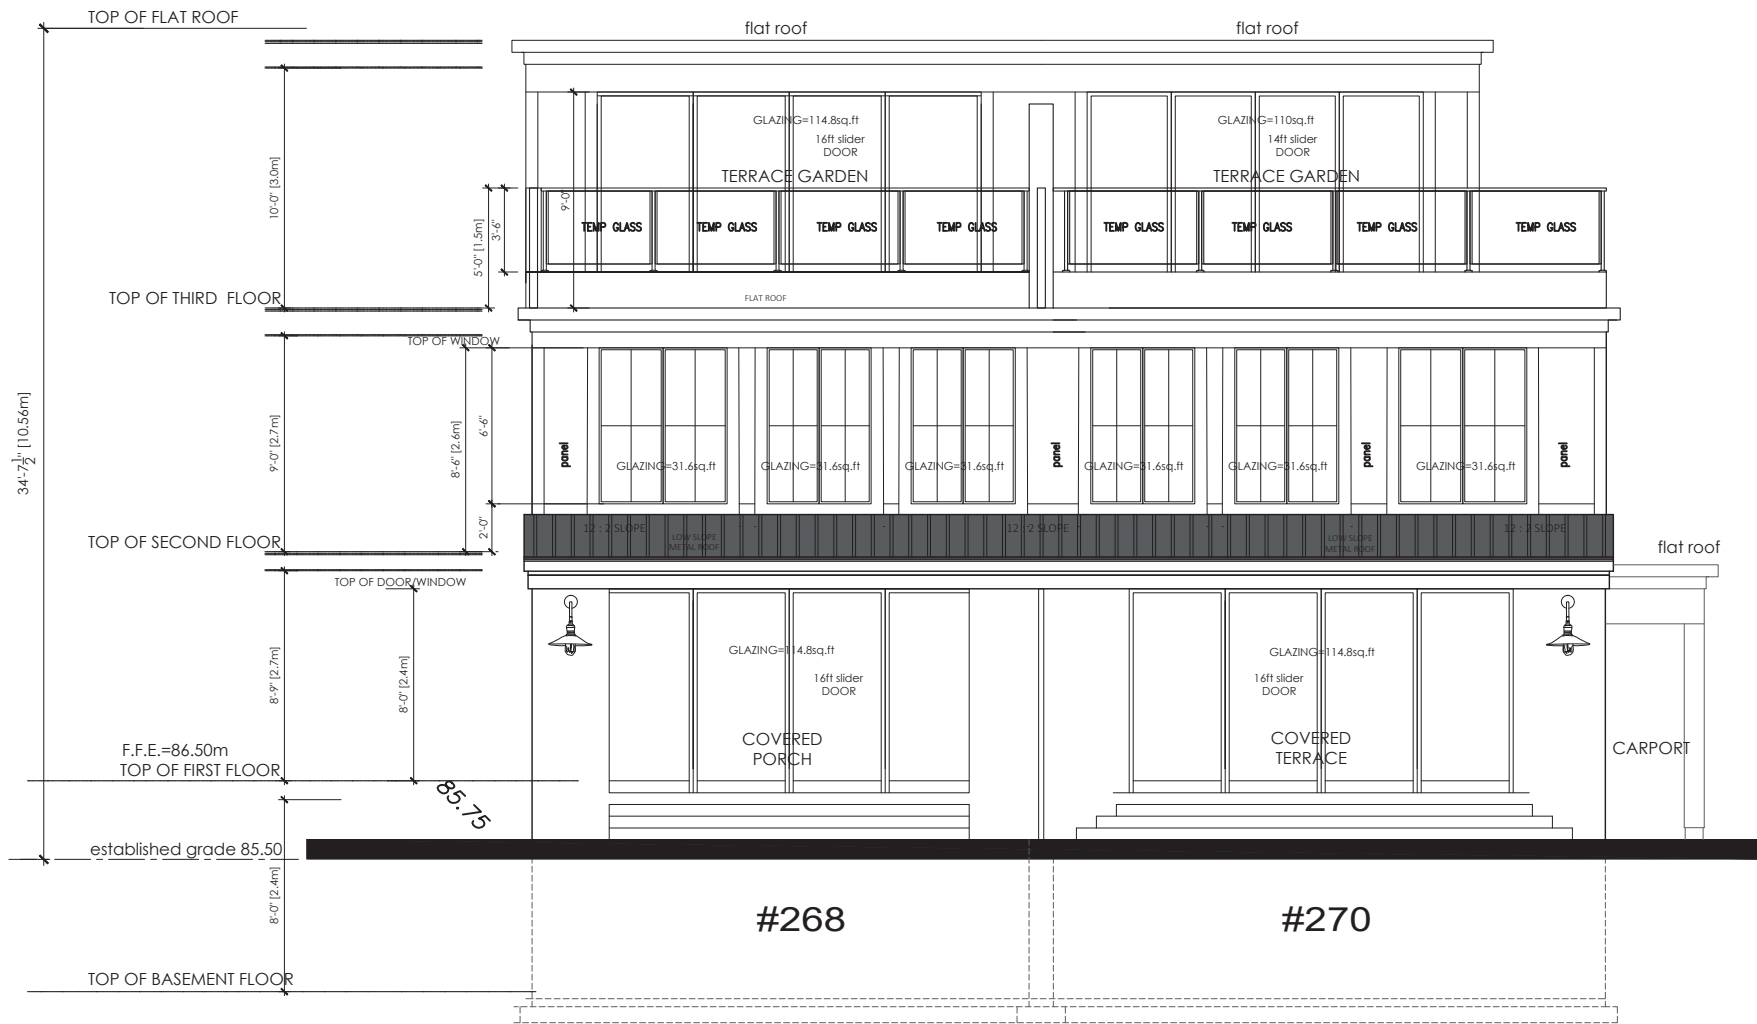 TOP OF FLAT ROOF
flat roof
flat roof
GLAZING=114.8sq.ft
16ft slider
DOOR
TERRACE GARDEN
GLAZING=110sq.ft
14ft slider
DOOR
TERRACE GARDEN
10'-0" [3.0m]
9'-0"
5'-0" [1.5m]
3'-6"
TEMP GLASS
TEMP GLASS
TEMP GLASS
TEMP GLASS
TEMP GLASS
TEMP GLASS
TEMP GLASS
TEMP GLASS
TOP OF THIRD FLOOR
FLAT ROOF
TOP OF WINDOW
34'-7 1/2" [10.56m]
9'-0" [2.7m]
8'-6" [2.6m]
6'-6"
2'-0"
panel
panel
panel
panel
GLAZING=31.6sq.ft
GLAZING=31.6sq.ft
GLAZING=31.6sq.ft
GLAZING=31.6sq.ft
GLAZING=31.6sq.ft
GLAZING=31.6sq.ft
12 : 2 SLOPE
12 : 2 SLOPE
12 : 2 SLOPE
LOW SLOPE
METAL ROOF
LOW SLOPE
METAL ROOF
TOP OF SECOND FLOOR
flat roof
TOP OF DOOR/WINDOW
8'-9" [2.7m]
8'-0" [2.4m]
GLAZING=114.8sq.ft
16ft slider
DOOR
GLAZING=114.8sq.ft
16ft slider
DOOR
COVERED
PORCH
COVERED
TERRACE
CARPORT
F.F.E.=86.50m
TOP OF FIRST FLOOR
85.75
established grade 85.50
8'-0" [2.4m]
#268
#270
TOP OF BASEMENT FLOOR